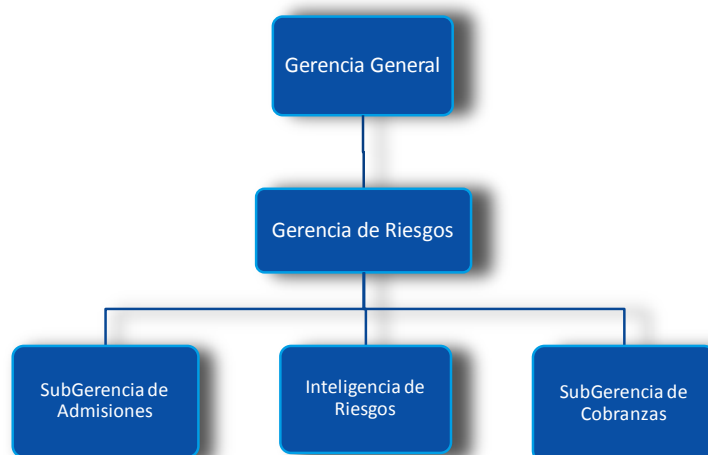 Gerencia General
Gerencia de Riesgos
SubGerencia de
Admisiones
Inteligencia de
Riesgos
SubGerencia de
Cobranzas